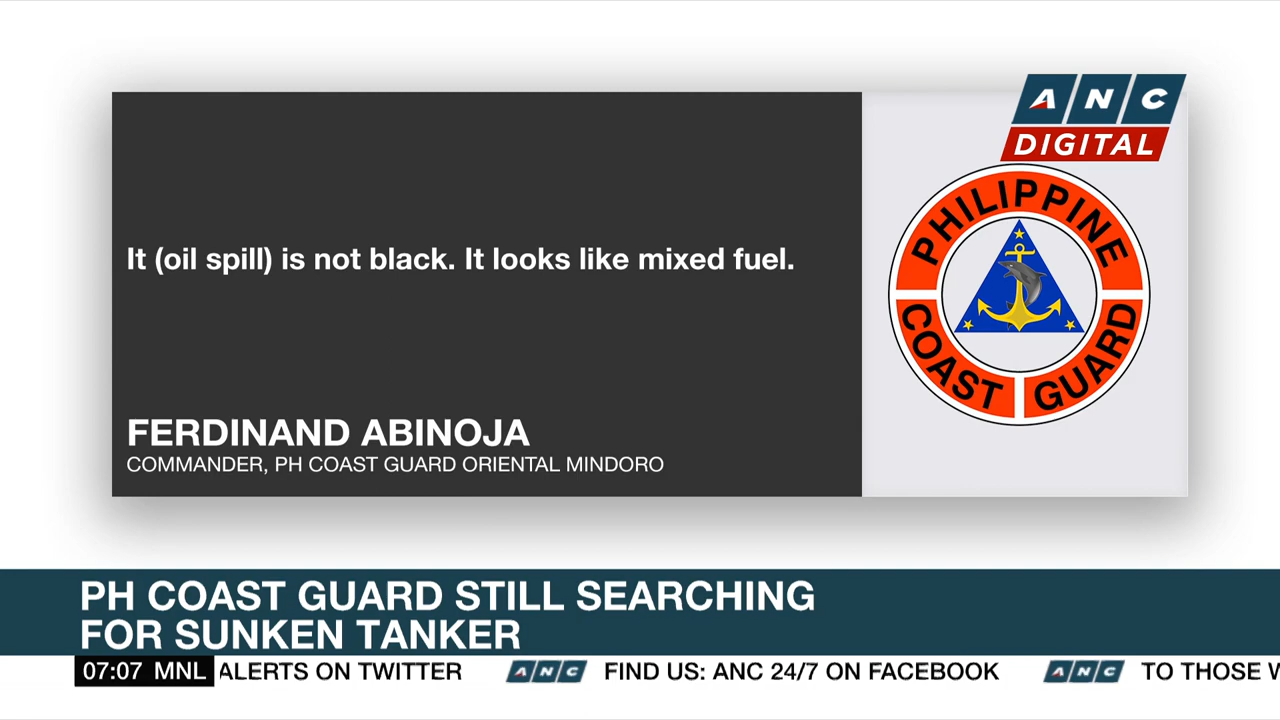 ANC
DIGITAL
PHILIPPINE
COAST GUARD
It (oil spill) is not black. It looks like mixed fuel.
FERDINAND ABINOJA
COMMANDER, PH COAST GUARD ORIENTAL MINDORO
PH COAST GUARD STILL SEARCHING
FOR SUNKEN TANKER
07:07 MNL ALERTS ON TWITTER ANC FIND US: ANC 24/7 ON FACEBOOK ANC TO THOSE W